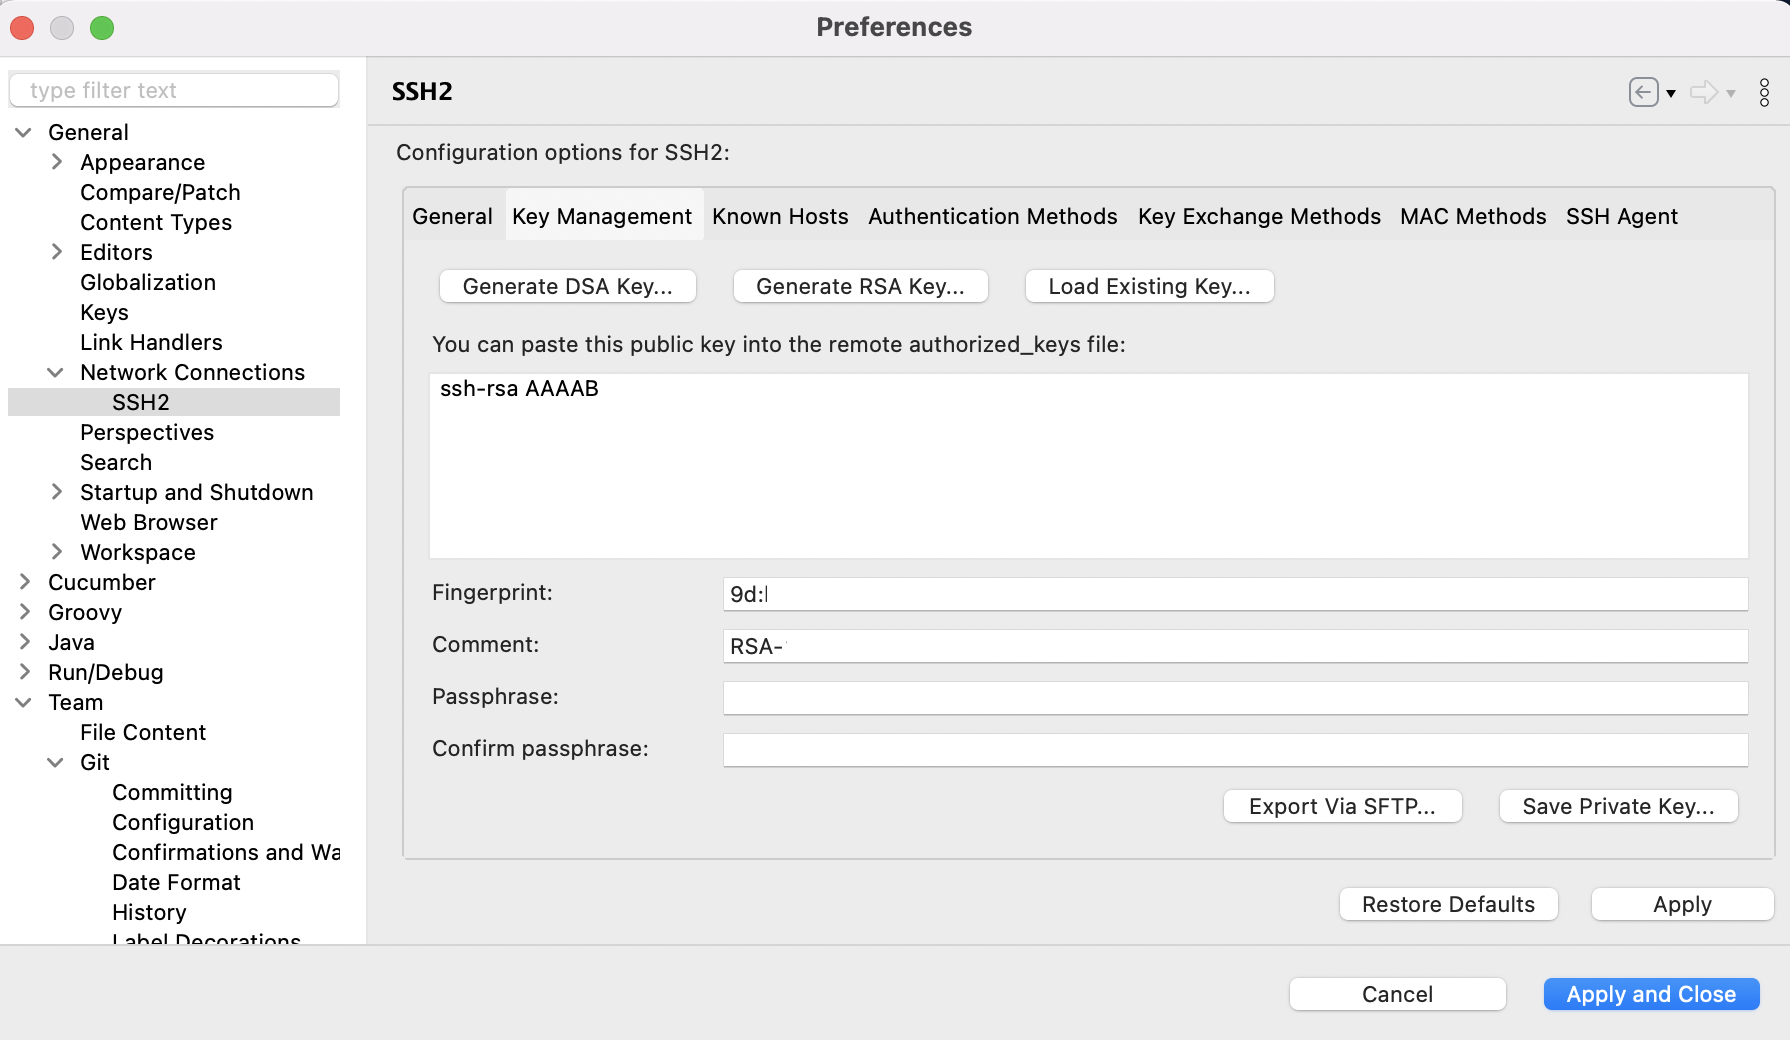 Preferences
type filter text
General
Appearance
Compare/Patch
Content Types
Editors
Globalization
Keys
Link Handlers
Network Connections
SSH2
Perspectives
Search
Startup and Shutdown
Web Browser
Workspace
Cucumber
Groovy
Java
Run/Debug
Team
File Content
Git
Committing
Configuration
Confirmations and Wa
Date Format
History
Label Decorations
SSH2
Configuration options for SSH2:
General Key Management Known Hosts Authentication Methods Key Exchange Methods MAC Methods SSH Agent
Generate DSA Key... Generate RSA Key... Load Existing Key...
You can paste this public key into the remote authorized_keys file:
ssh-rsa AAAAB
Fingerprint: 9d:
Comment: RSA-
Passphrase:
Confirm passphrase:
Export Via SFTP... Save Private Key...
Restore Defaults Apply
Cancel Apply and Close